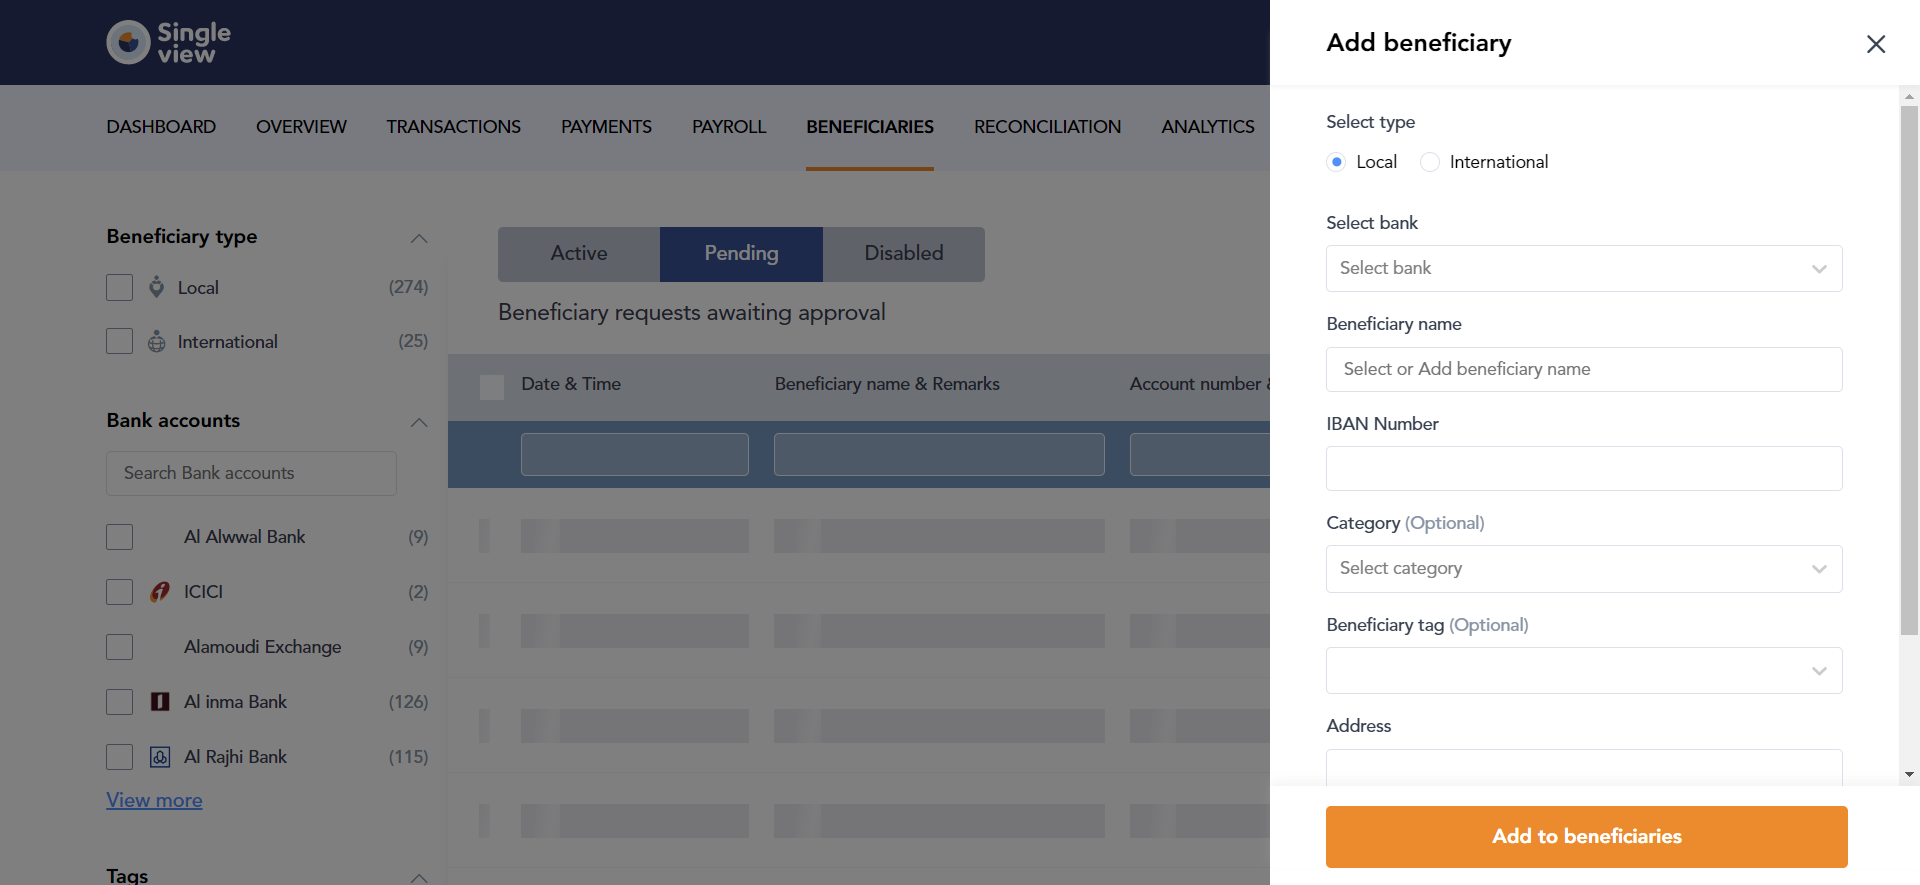 Single
view
DASHBOARD OVERVIEW TRANSACTIONS PAYMENTS PAYROLL BENEFICIARIES RECONCILIATION ANALYTICS
Beneficiary type
Local (274)
International (25)
Bank accounts
Search Bank accounts
Al Alwwal Bank (9)
ICICI (2)
Alamoudi Exchange (9)
Al inma Bank (126)
Al Rajhi Bank (115)
View more
Tags
Active Pending Disabled
Beneficiary requests awaiting approval
Date & Time Beneficiary name & Remarks Account number &
Add beneficiary
Select type
Local International
Select bank
Select bank
Beneficiary name
Select or Add beneficiary name
IBAN Number
Category (Optional)
Select category
Beneficiary tag (Optional)
Address
Add to beneficiaries